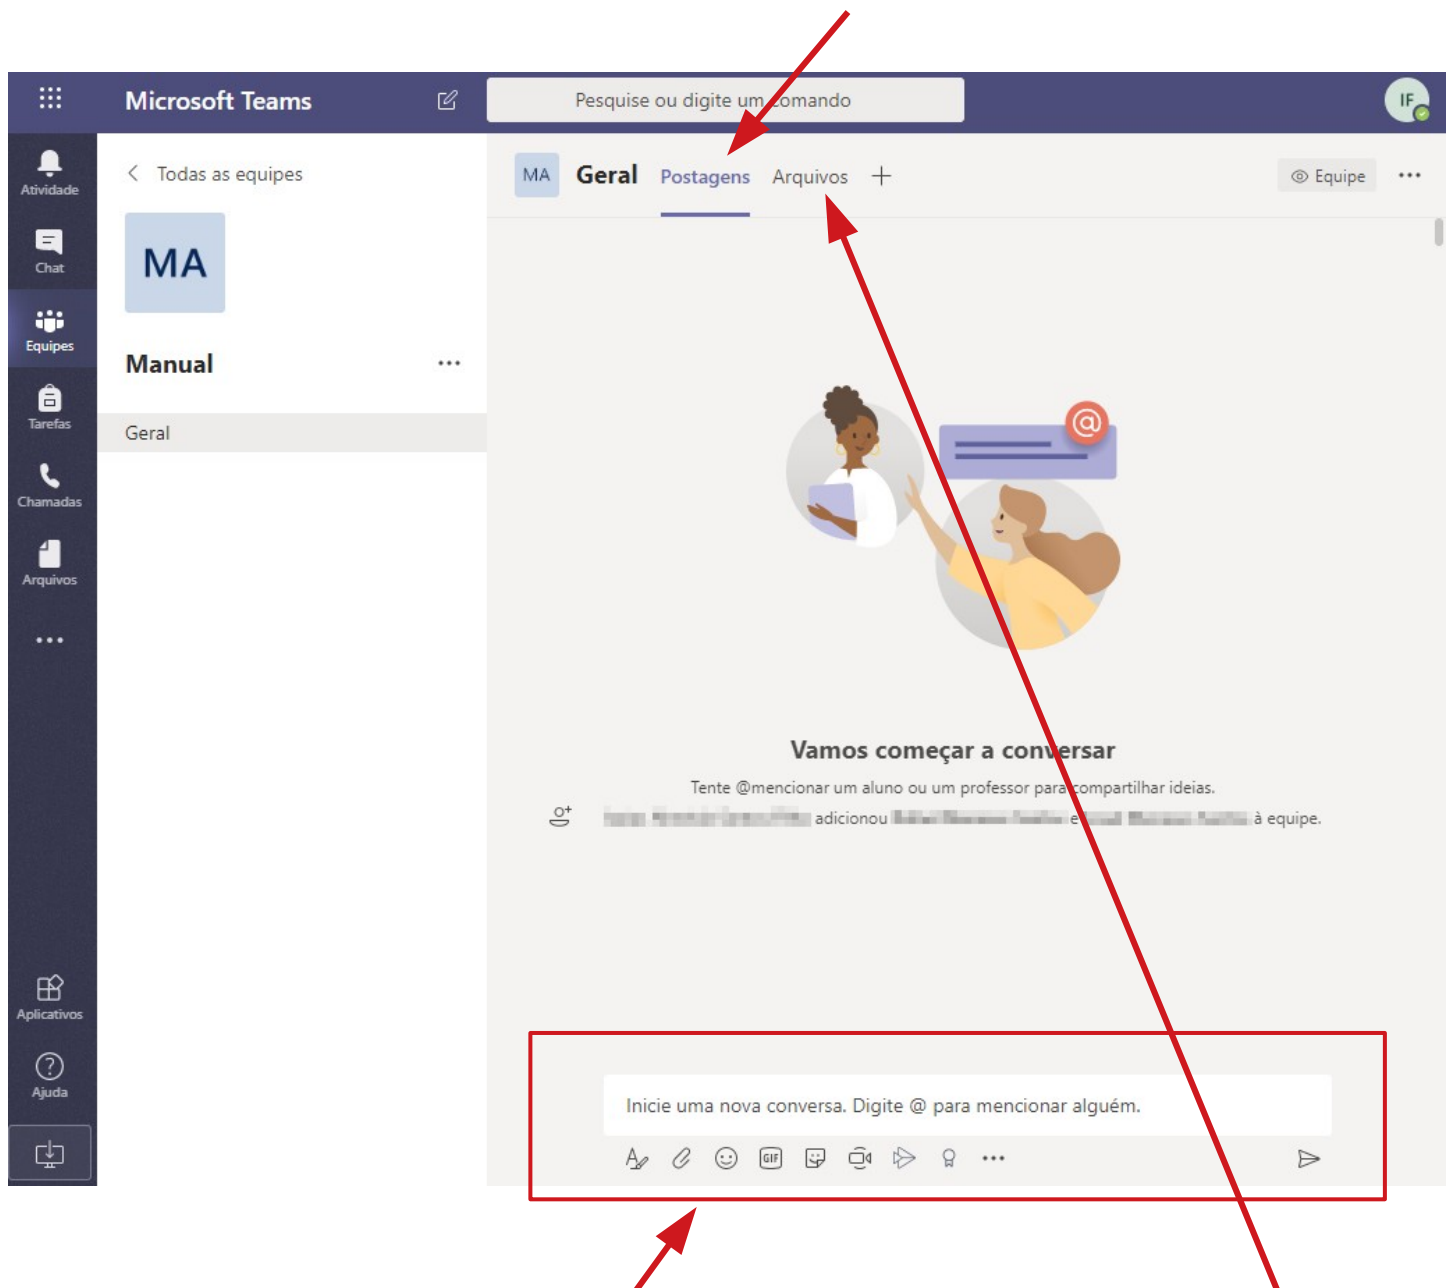 Microsoft Teams
Pesquise ou digite um comando
IF
Atividade
Chat
Equipes
Tarefas
Chamadas
Arquivos
Aplicativos
Ajuda
Todas as equipes
MA
Manual
Geral
MA Geral Postagens Arquivos
Equipe
@
Vamos começar a conversar
Tente @mencionar um aluno ou um professor para compartilhar ideias.
adicionou e à equipe.
Inicie uma nova conversa. Digite @ para mencionar alguém.
GIF